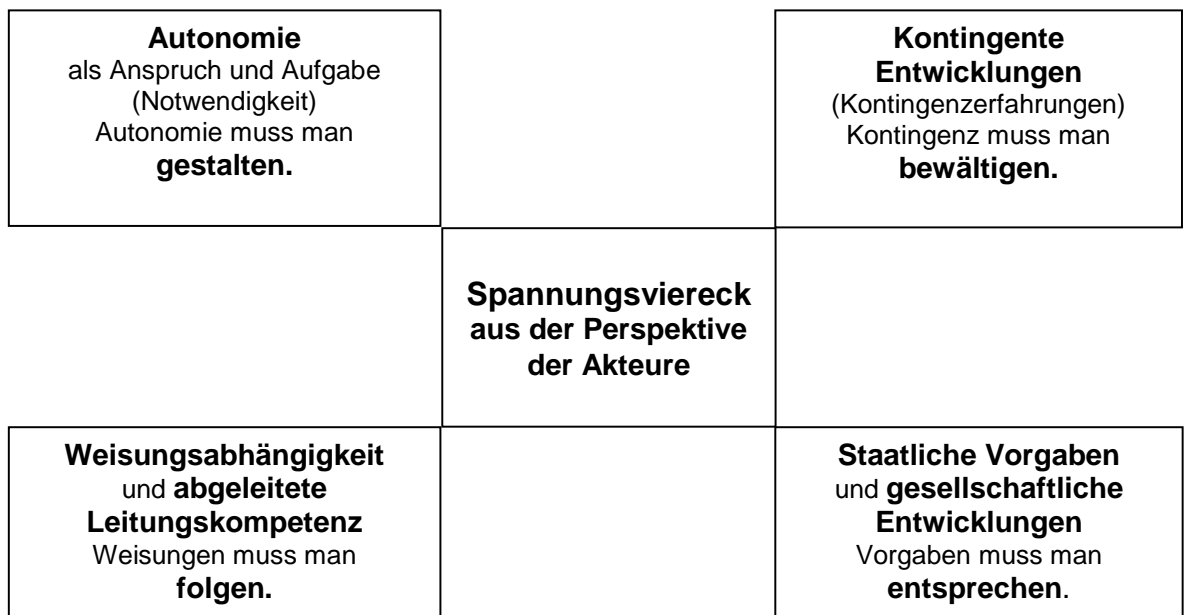 Autonomie
als Anspruch und Aufgabe
(Notwendigkeit)
Autonomie muss man
gestalten.
Kontingente
Entwicklungen
(Kontingenzerfahrungen)
Kontingenz muss man
bewältigen.
Spannungsviereck
aus der Perspektive
der Akteure
Weisungsabhängigkeit
und abgeleitete
Leitungskompetenz
Weisungen muss man
folgen.
Staatliche Vorgaben
und gesellschaftliche
Entwicklungen
Vorgaben muss man
entsprechen.